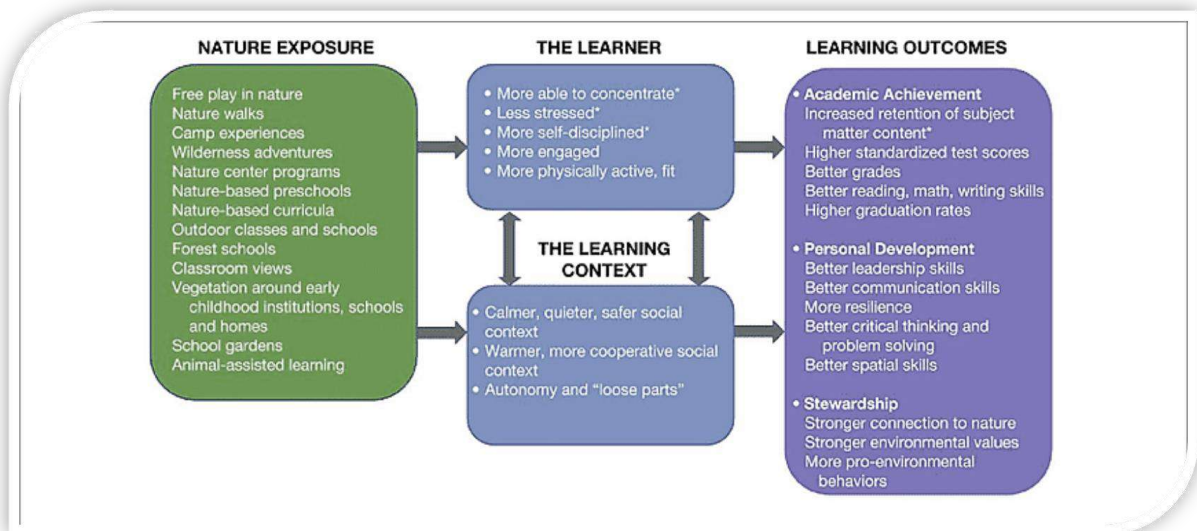 NATURE EXPOSURE
Free play in nature
Nature walks
Camp experiences
Wilderness adventures
Nature center programs
Nature-based preschools
Nature-based curricula
Outdoor classes and schools
Forest schools
Classroom views
Vegetation around early
childhood institutions, schools
and homes
School gardens
Animal-assisted learning
THE LEARNER
• More able to concentrate*
• Less stressed*
• More self-disciplined*
• More engaged
• More physically active, fit
THE LEARNING
CONTEXT
• Calmer, quieter, safer social
context
• Warmer, more cooperative social
context
• Autonomy and “loose parts”
LEARNING OUTCOMES
• Academic Achievement
Increased retention of subject
matter content*
Higher standardized test scores
Better grades
Better reading, math, writing skills
Higher graduation rates
• Personal Development
Better leadership skills
Better communication skills
More resilience
Better critical thinking and
problem solving
Better spatial skills
• Stewardship
Stronger connection to nature
Stronger environmental values
More pro-environmental
behaviors